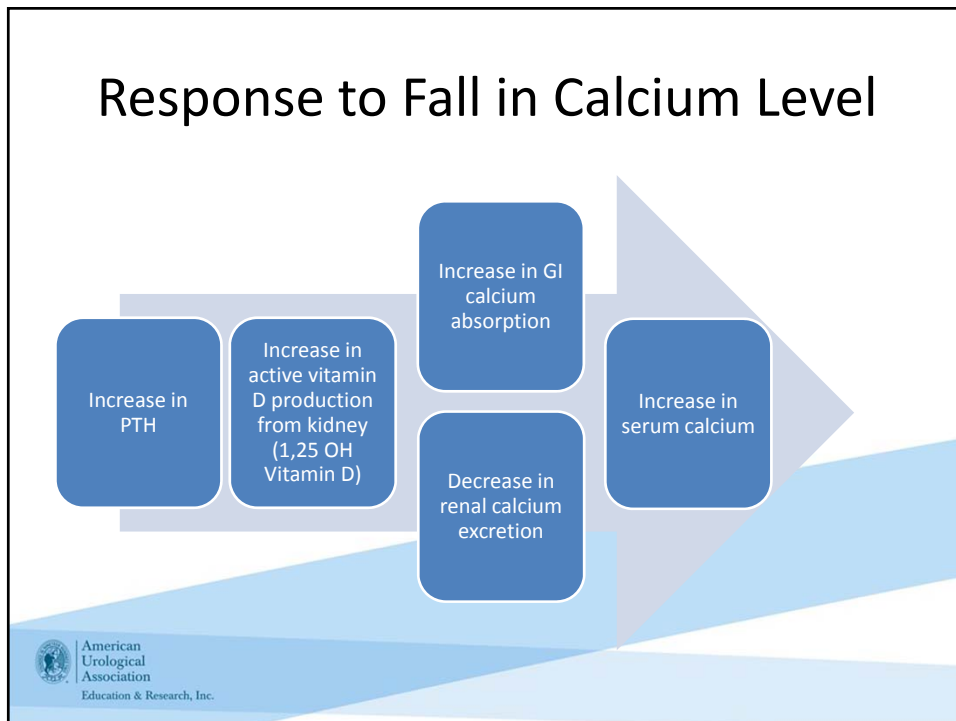 Response to Fall in Calcium Level
Increase in
PTH
Increase in
active vitamin
D production
from kidney
(1,25 OH
Vitamin D)
Increase in GI
calcium
absorption
Decrease in
renal calcium
excretion
Increase in
serum calcium
American
Urological
Association
Education & Research, Inc.